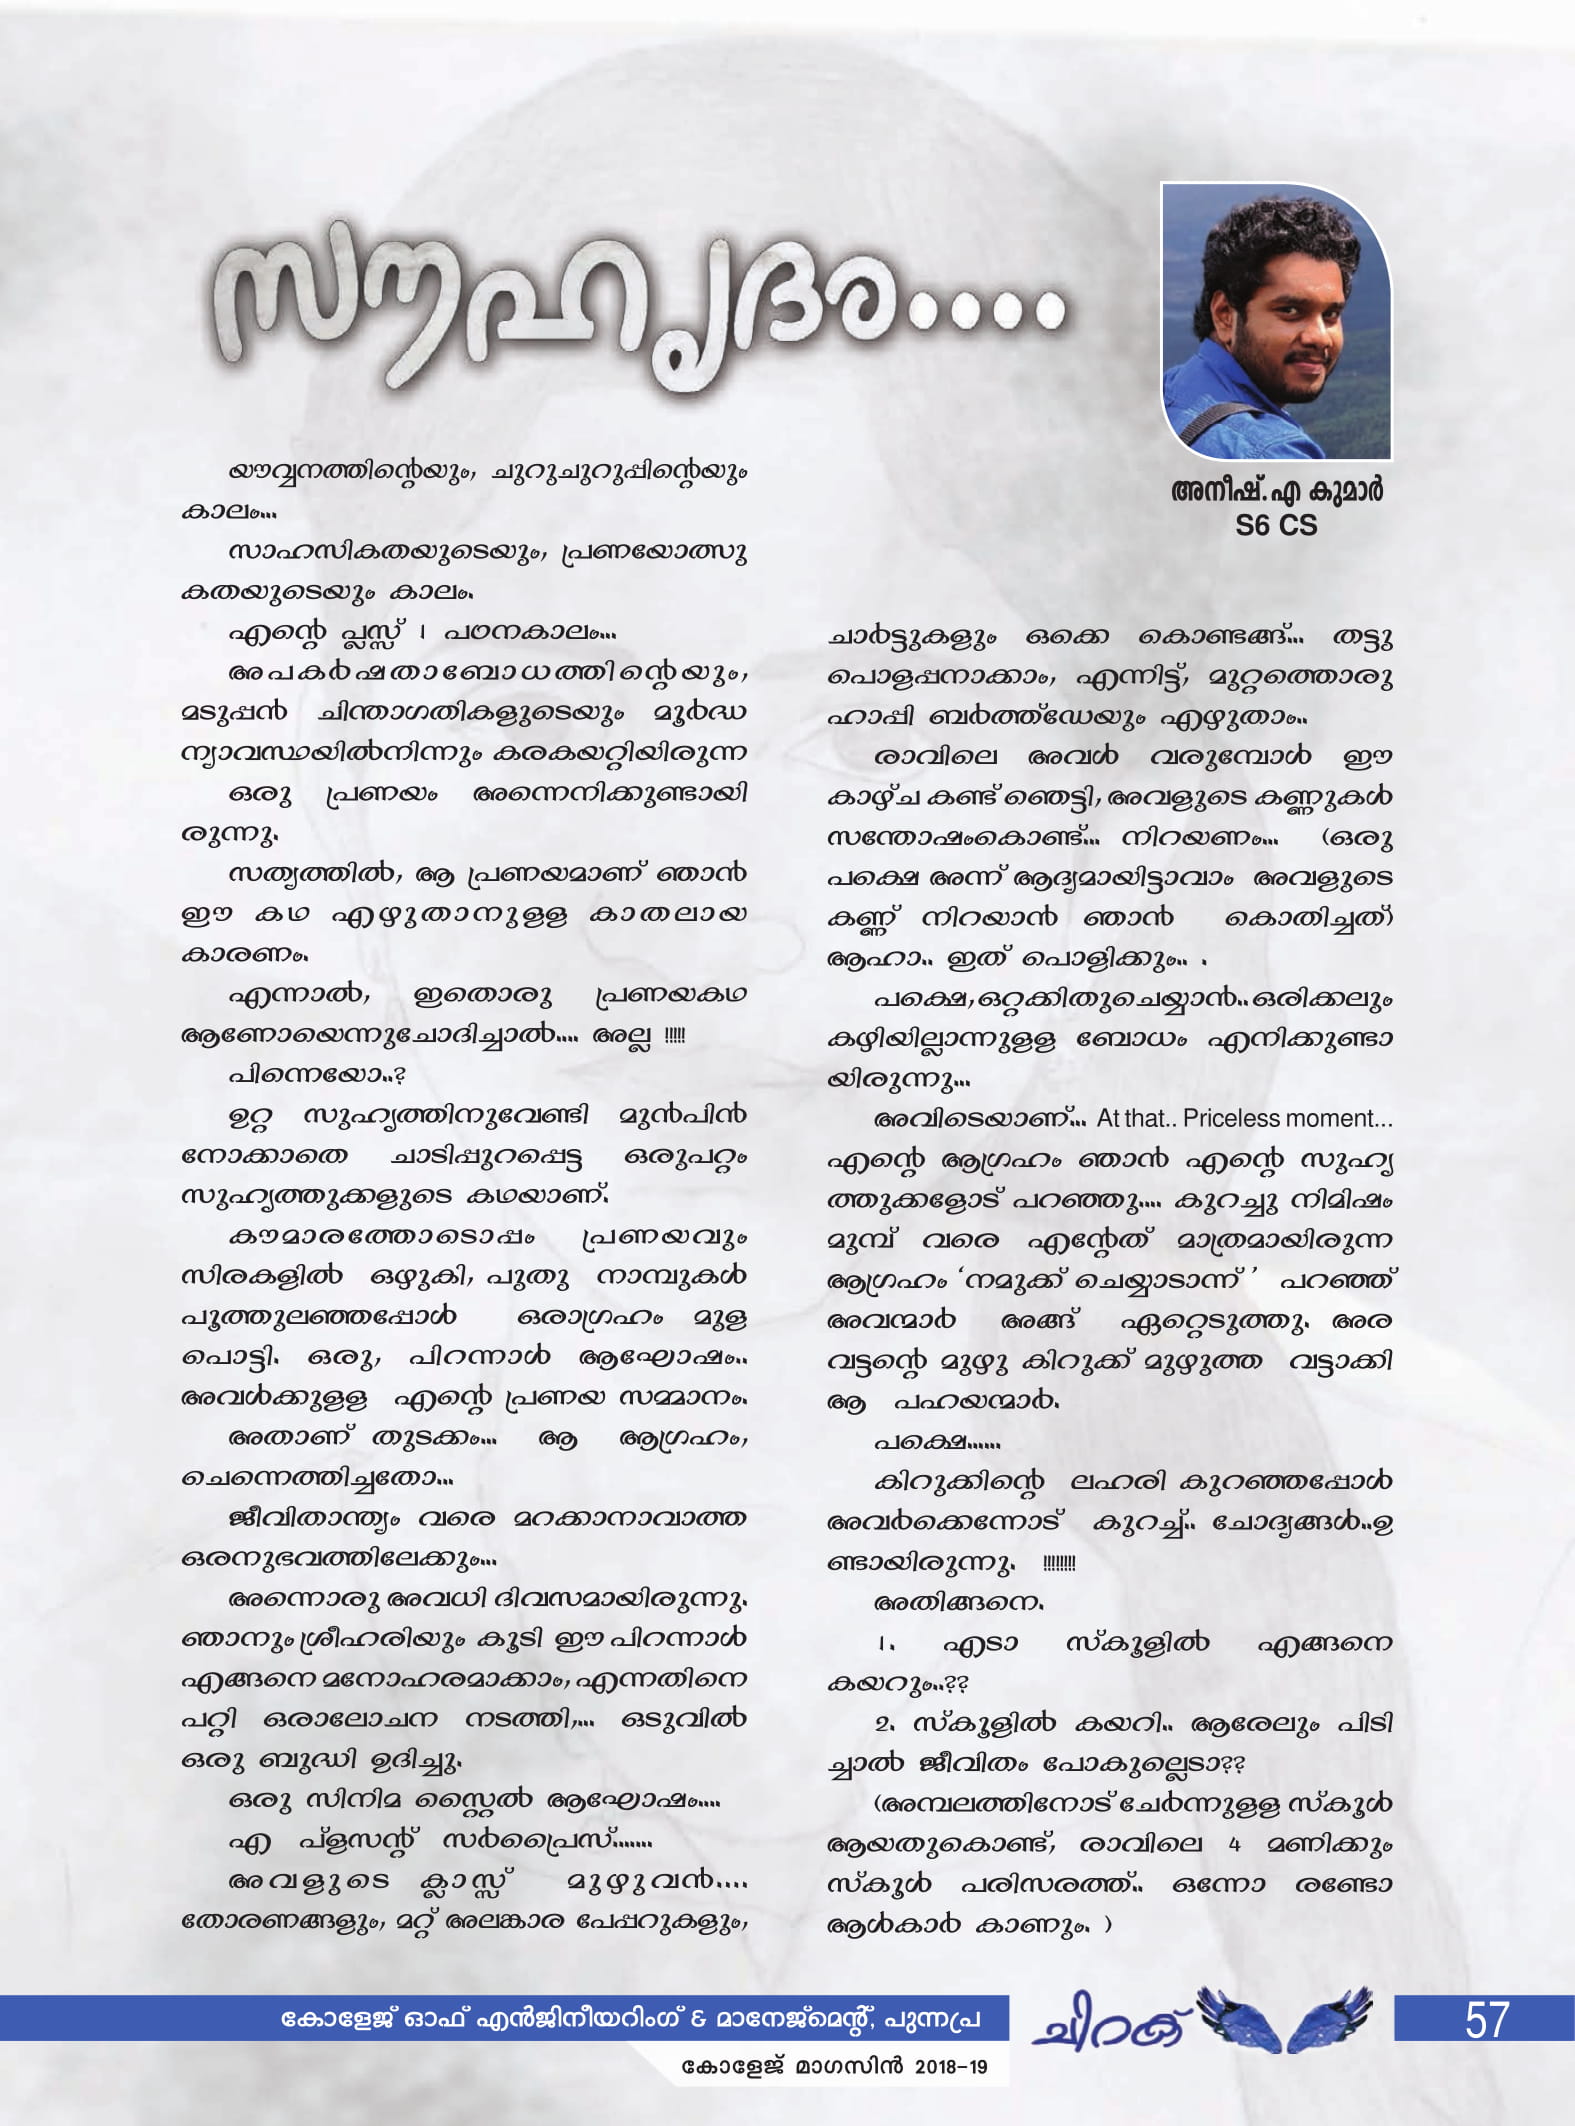 സൗഹൃദം....
അനീഷ്.എ കുമാർ
S6 CS
യൗവ്വനത്തിന്റെയും, ചുറുചുറുപ്പിന്റെയും
കാലം...
സാഹസികതയുടെയും, പ്രണയോത്സു
കതയുടെയും കാലം.
എന്റെ പ്ലസ്സ് 1 പഠനകാലം...
അപകർഷതാബോധത്തിന്റെയും,
മടുപ്പൻ ചിന്താഗതികളുടെയും മൂർദ്ധ
ന്യാവസ്ഥയിൽനിന്നും കരകയറ്റിയിരുന്ന
ഒരു പ്രണയം അന്നെനിക്കുണ്ടായി
രുന്നു.
സത്യത്തിൽ, ആ പ്രണയമാണ് ഞാൻ
ഈ കഥ എഴുതാനുള്ള കാതലായ
കാരണം.
എന്നാൽ, ഇതൊരു പ്രണയകഥ
ആണോയെന്നുചോദിച്ചാൽ.... അല്ല !!!!!
പിന്നെയോ..?
ഉറ്റ സുഹൃത്തിനുവേണ്ടി മുൻപിൻ
നോക്കാതെ ചാടിപ്പുറപ്പെട്ട ഒരുപറ്റം
സുഹൃത്തുക്കളുടെ കഥയാണ്.
കൗമാരത്തോടൊപ്പം പ്രണയവും
സിരകളിൽ ഒഴുകി, പുതു നാമ്പുകൾ
പൂത്തുലഞ്ഞപ്പോൾ ഒരാഗ്രഹം മുള
പൊട്ടി. ഒരു, പിറന്നാൾ ആഘോഷം..
അവൾക്കുള്ള എന്റെ പ്രണയ സമ്മാനം.
അതാണ് തുടക്കം... ആ ആഗ്രഹം,
ചെന്നെത്തിച്ചതോ...
ജീവിതാന്ത്യം വരെ മറക്കാനാവാത്ത
ഒരനുഭവത്തിലേക്കും...
അന്നൊരു അവധി ദിവസമായിരുന്നു.
ഞാനും ശ്രീഹരിയും കൂടി ഈ പിറന്നാൾ
എങ്ങനെ മനോഹരമാക്കാം, എന്നതിനെ
പറ്റി ഒരാലോചന നടത്തി,... ഒടുവിൽ
ഒരു ബുദ്ധി ഉദിച്ചു.
ഒരു സിനിമ സ്റ്റൈൽ ആഘോഷം....
എ പ്ളസന്റ് സർപ്രൈസ്.......
അവളുടെ ക്ലാസ്സ് മുഴുവൻ....
തോരണങ്ങളും, മറ്റ് അലങ്കാര പേപ്പറുകളും,
ചാർട്ടുകളും ഒക്കെ കൊണ്ടങ്ങ്... തട്ടു
പൊളപ്പനാക്കാം, എന്നിട്ട്, മുറ്റത്തൊരു
ഹാപ്പി ബർത്ത്ഡേയും എഴുതാം..
രാവിലെ അവൾ വരുമ്പോൾ ഈ
കാഴ്ച കണ്ട് ഞെട്ടി, അവളുടെ കണ്ണുകൾ
സന്തോഷംകൊണ്ട്... നിറയണം... (ഒരു
പക്ഷെ അന്ന് ആദ്യമായിട്ടാവാം അവളുടെ
കണ്ണ് നിറയാൻ ഞാൻ കൊതിച്ചത്)
ആഹാ.. ഇത് പൊളിക്കും.. .
പക്ഷെ, ഒറ്റക്കിതുചെയ്യാൻ.. ഒരിക്കലും
കഴിയില്ലാന്നുള്ള ബോധം എനിക്കുണ്ടാ
യിരുന്നു...
അവിടെയാണ്... At that.. Priceless moment...
എന്റെ ആഗ്രഹം ഞാൻ എന്റെ സുഹൃ
ത്തുക്കളോട് പറഞ്ഞു.... കുറച്ചു നിമിഷം
മുമ്പ് വരെ എന്റേത് മാത്രമായിരുന്ന
ആഗ്രഹം ‘നമുക്ക് ചെയ്യാടാന്ന്’ പറഞ്ഞ്
അവന്മാർ അങ്ങ് ഏറ്റെടുത്തു. അര
വട്ടന്റെ മുഴു കിറുക്ക് മുഴുത്ത വട്ടാക്കി
ആ പഹയന്മാർ.
പക്ഷെ......
കിറുക്കിന്റെ ലഹരി കുറഞ്ഞപ്പോൾ
അവർക്കെന്നോട് കുറച്ച്.. ചോദ്യങ്ങൾ..ഉ
ണ്ടായിരുന്നു. !!!!!!!!
അതിങ്ങനെ.
1. എടാ സ്കൂളിൽ എങ്ങനെ
കയറും..??
2. സ്കൂളിൽ കയറി.. ആരേലും പിടി
ച്ചാൽ ജീവിതം പോകുല്ലെടാ??
(അമ്പലത്തിനോട് ചേർന്നുള്ള സ്കൂൾ
ആയതുകൊണ്ട്, രാവിലെ 4 മണിക്കും
സ്കൂൾ പരിസരത്ത്.. ഒന്നോ രണ്ടോ
ആൾകാർ കാണും. )
കോളേജ് ഓഫ് എൻജിനീയറിംഗ് & മാനേജ്മെന്റ്, പുന്നപ്ര
ചിറക്
57
കോളേജ് മാഗസിൻ 2018-19